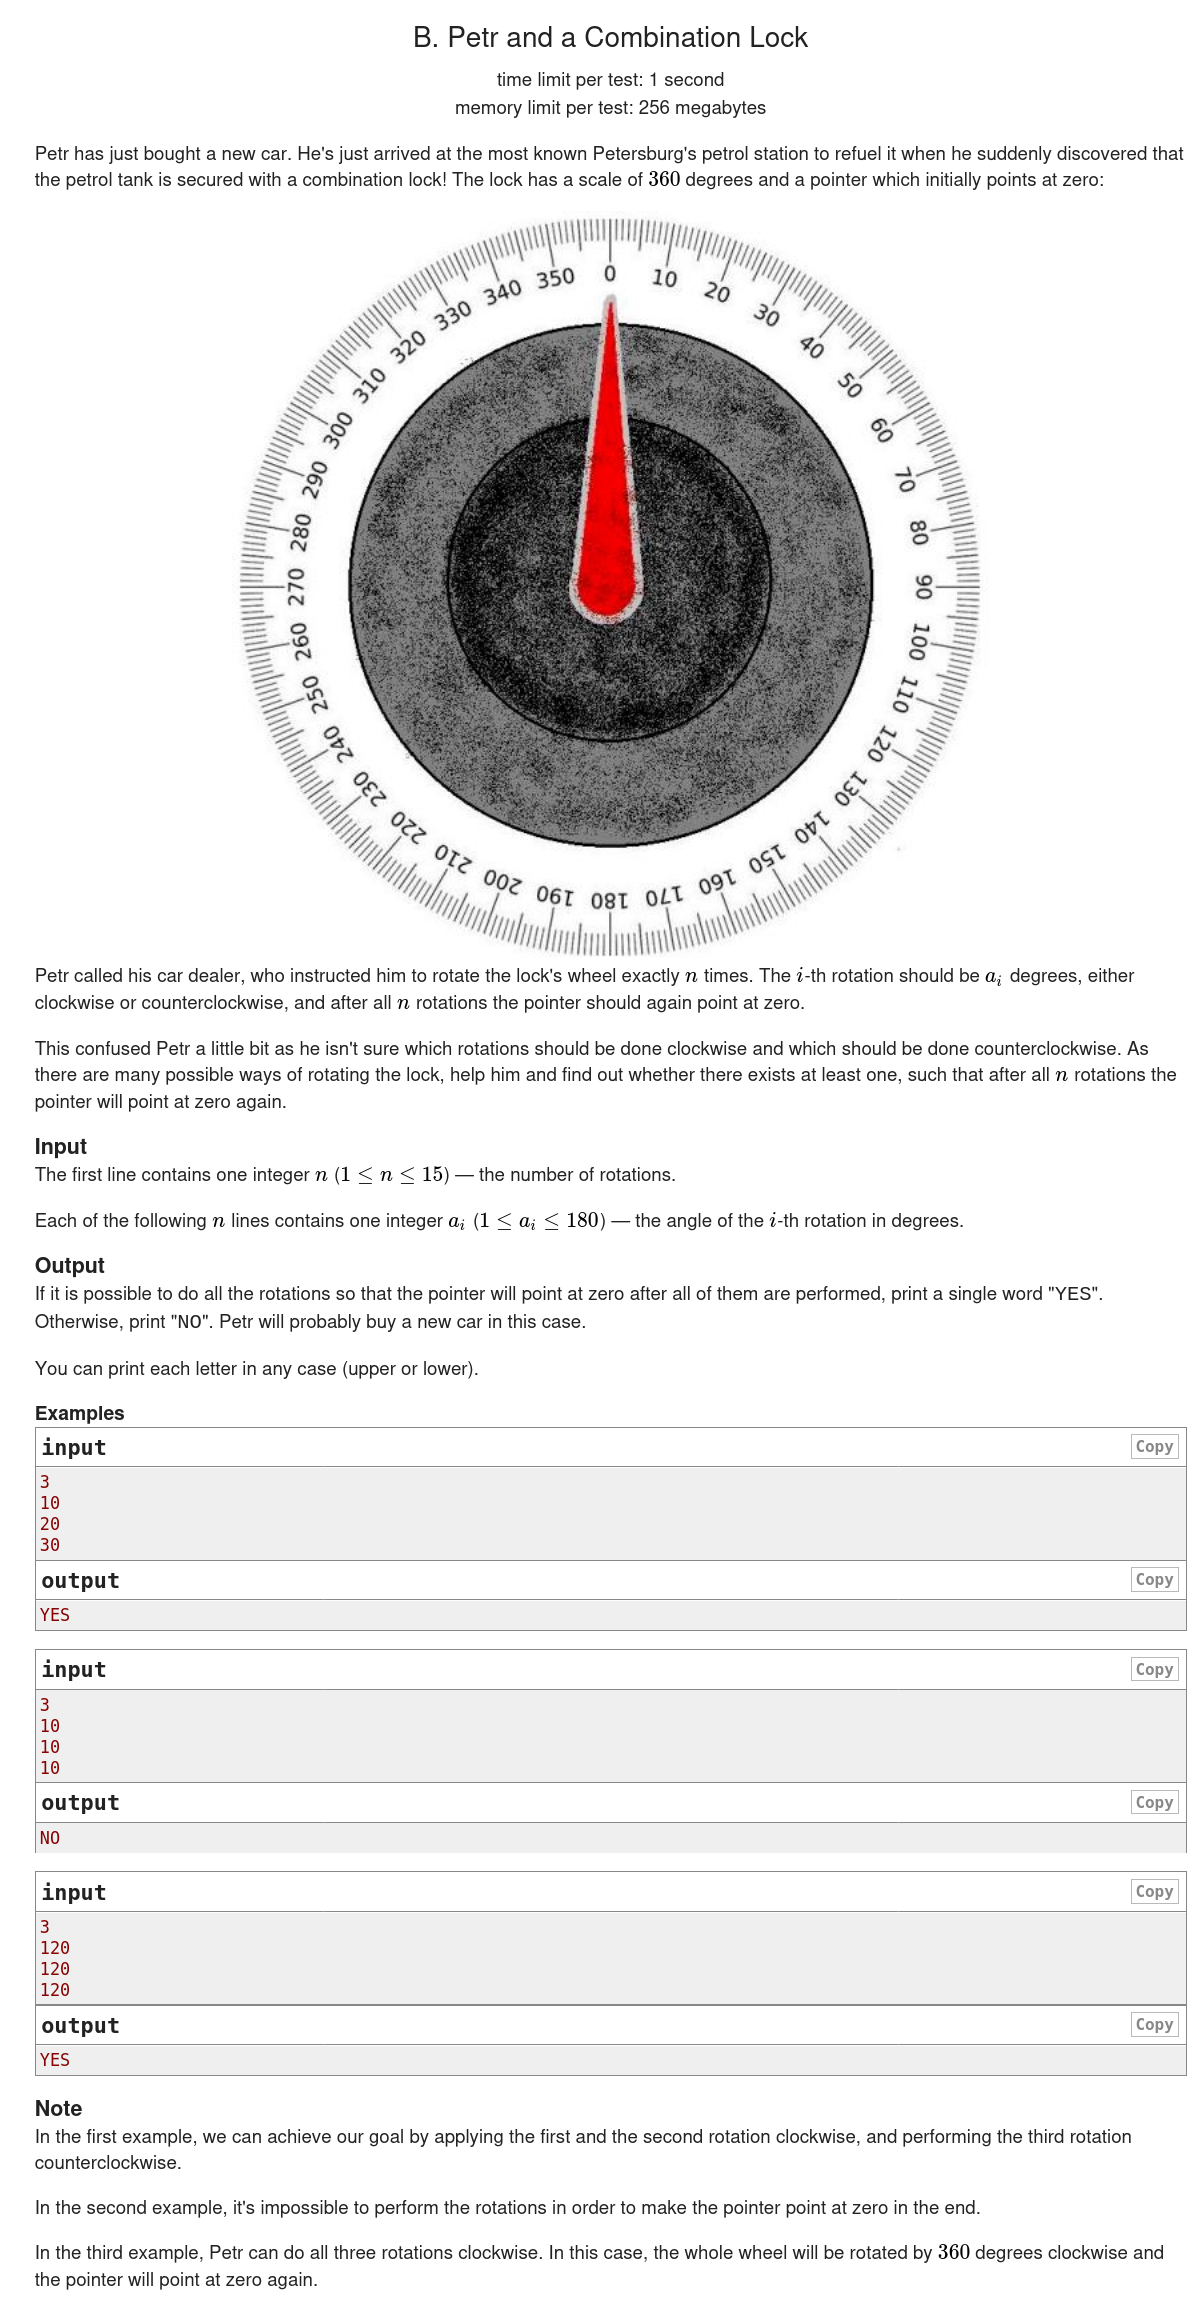 B. Petr and a Combination Lock
time limit per test: 1 second
memory limit per test: 256 megabytes
Petr has just bought a new car. He's just arrived at the most known Petersburg's petrol station to refuel it when he suddenly discovered that
the petrol tank is secured with a combination lock! The lock has a scale of 360 degrees and a pointer which initially points at zero:
0
10
20
30
40
50
60
70
80
90
100
110
120
130
140
150
160
170
180
190
200
210
220
230
240
250
260
270
280
290
300
310
320
330
340
350
Petr called his car dealer, who instructed him to rotate the lock's wheel exactly n times. The i-th rotation should be a_i degrees, either
clockwise or counterclockwise, and after all n rotations the pointer should again point at zero.
This confused Petr a little bit as he isn't sure which rotations should be done clockwise and which should be done counterclockwise. As
there are many possible ways of rotating the lock, help him and find out whether there exists at least one, such that after all n rotations the
pointer will point at zero again.
Input
The first line contains one integer n (1 ≤ n ≤ 15) — the number of rotations.
Each of the following n lines contains one integer a_i (1 ≤ a_i ≤ 180) — the angle of the i-th rotation in degrees.
Output
If it is possible to do all the rotations so that the pointer will point at zero after all of them are performed, print a single word "YES".
Otherwise, print "NO". Petr will probably buy a new car in this case.
You can print each letter in any case (upper or lower).
Examples
input Copy
3
10
20
30
output Copy
YES
input Copy
3
10
10
10
output Copy
NO
input Copy
3
120
120
120
output Copy
YES
Note
In the first example, we can achieve our goal by applying the first and the second rotation clockwise, and performing the third rotation
counterclockwise.
In the second example, it's impossible to perform the rotations in order to make the pointer point at zero in the end.
In the third example, Petr can do all three rotations clockwise. In this case, the whole wheel will be rotated by 360 degrees clockwise and
the pointer will point at zero again.